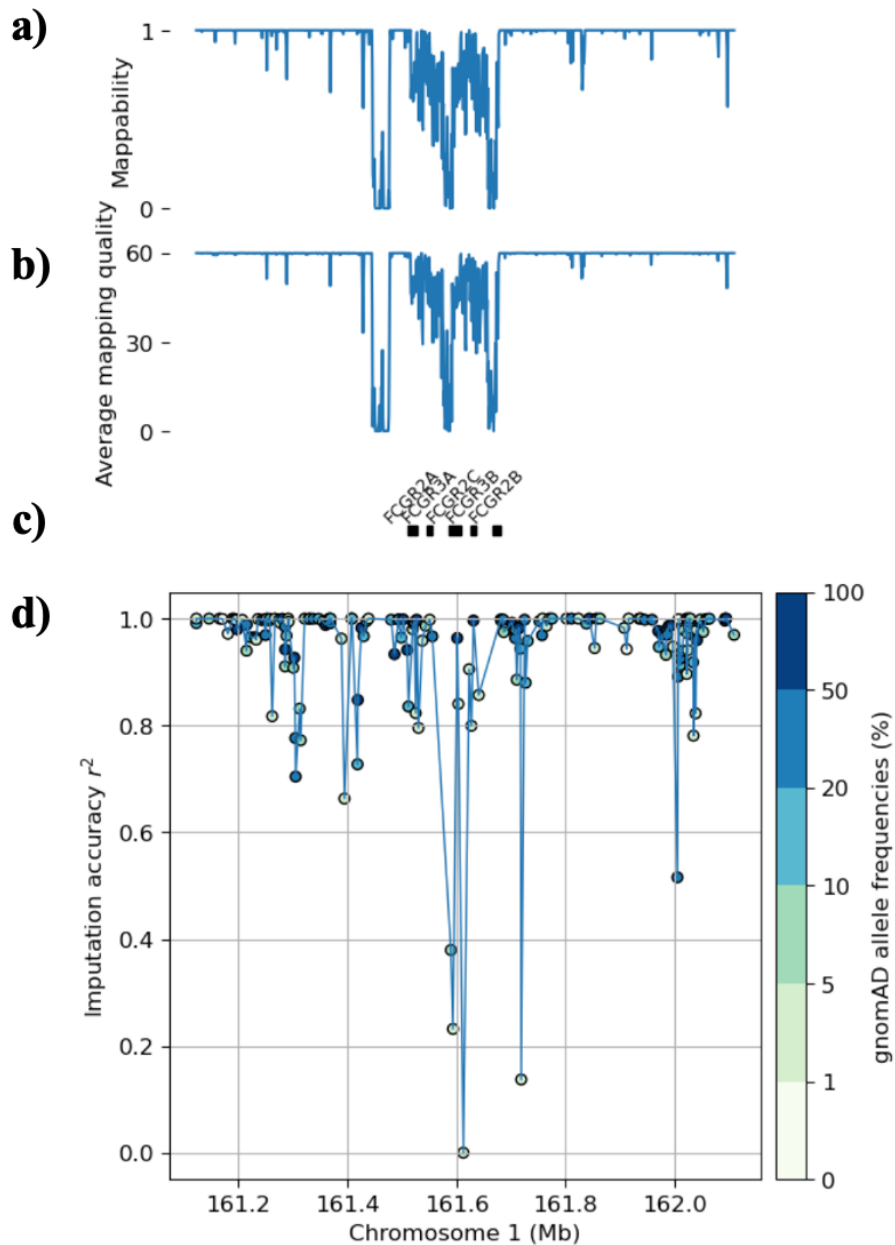 a)
1
Mappability
0
b)
60
Average mapping quality
30
0
c)
FCGR2A
FCGR3A
FCGR2C
FCGR3B
FCGR2B
d)
1.0
0.8
0.6
0.4
0.2
0.0
Imputation accuracy r²
161.2 161.4 161.6 161.8 162.0
Chromosome 1 (Mb)
100
50
20
10
5
1
0
gnomAD allele frequencies (%)